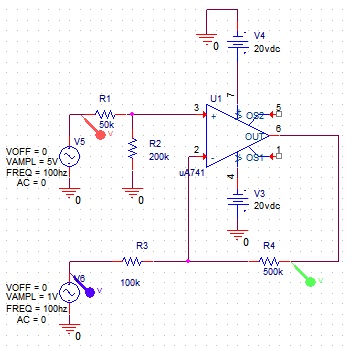 V4
0
20vdc
R1
U1
3
+
7
5
OS2
50k
V5
R2
200k
OUT
6
2
-
OS1
1
uA741
4
V3
20vdc
VOFF = 0
VAMPL = 5V
FREQ = 100hz
AC = 0
0
0
0
R3
100k
R4
500k
V
V
V
V6
VOFF = 0
VAMPL = 1V
FREQ = 100hz
AC = 0
0